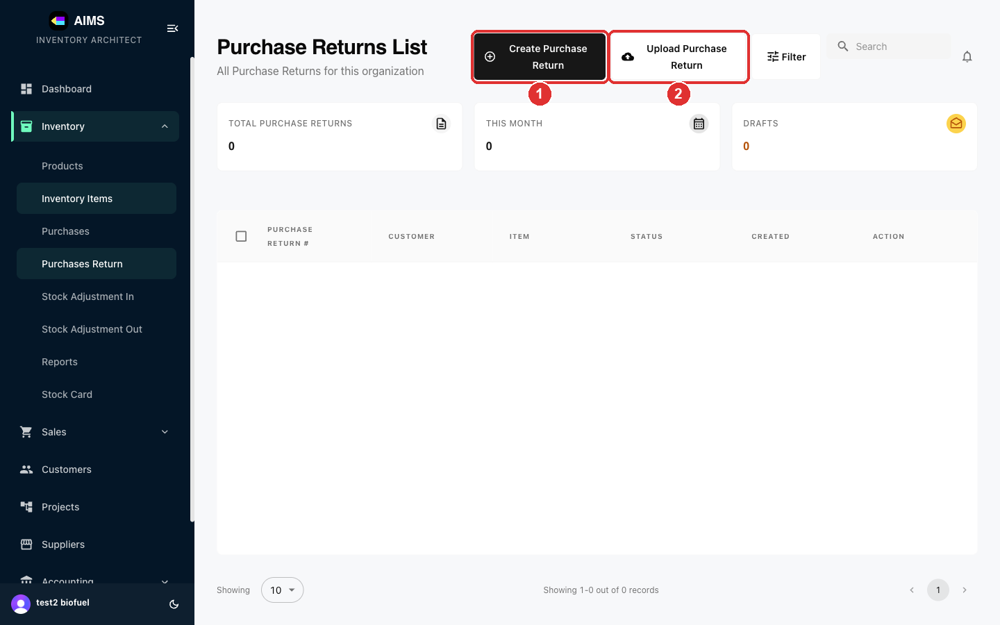 AIMS
INVENTORY ARCHITECT
Dashboard
Inventory
Products
Inventory Items
Purchases
Purchases Return
Stock Adjustment In
Stock Adjustment Out
Reports
Stock Card
Sales
Customers
Projects
Suppliers
Accounting
test2 biofuel
Purchase Returns List
All Purchase Returns for this organization
Create Purchase
Return
1
Upload Purchase
Return
2
Filter
Search
TOTAL PURCHASE RETURNS
0
THIS MONTH
0
DRAFTS
0
PURCHASE
RETURN #
CUSTOMER
ITEM
STATUS
CREATED
ACTION
Showing
10
Showing 1-0 out of 0 records
1